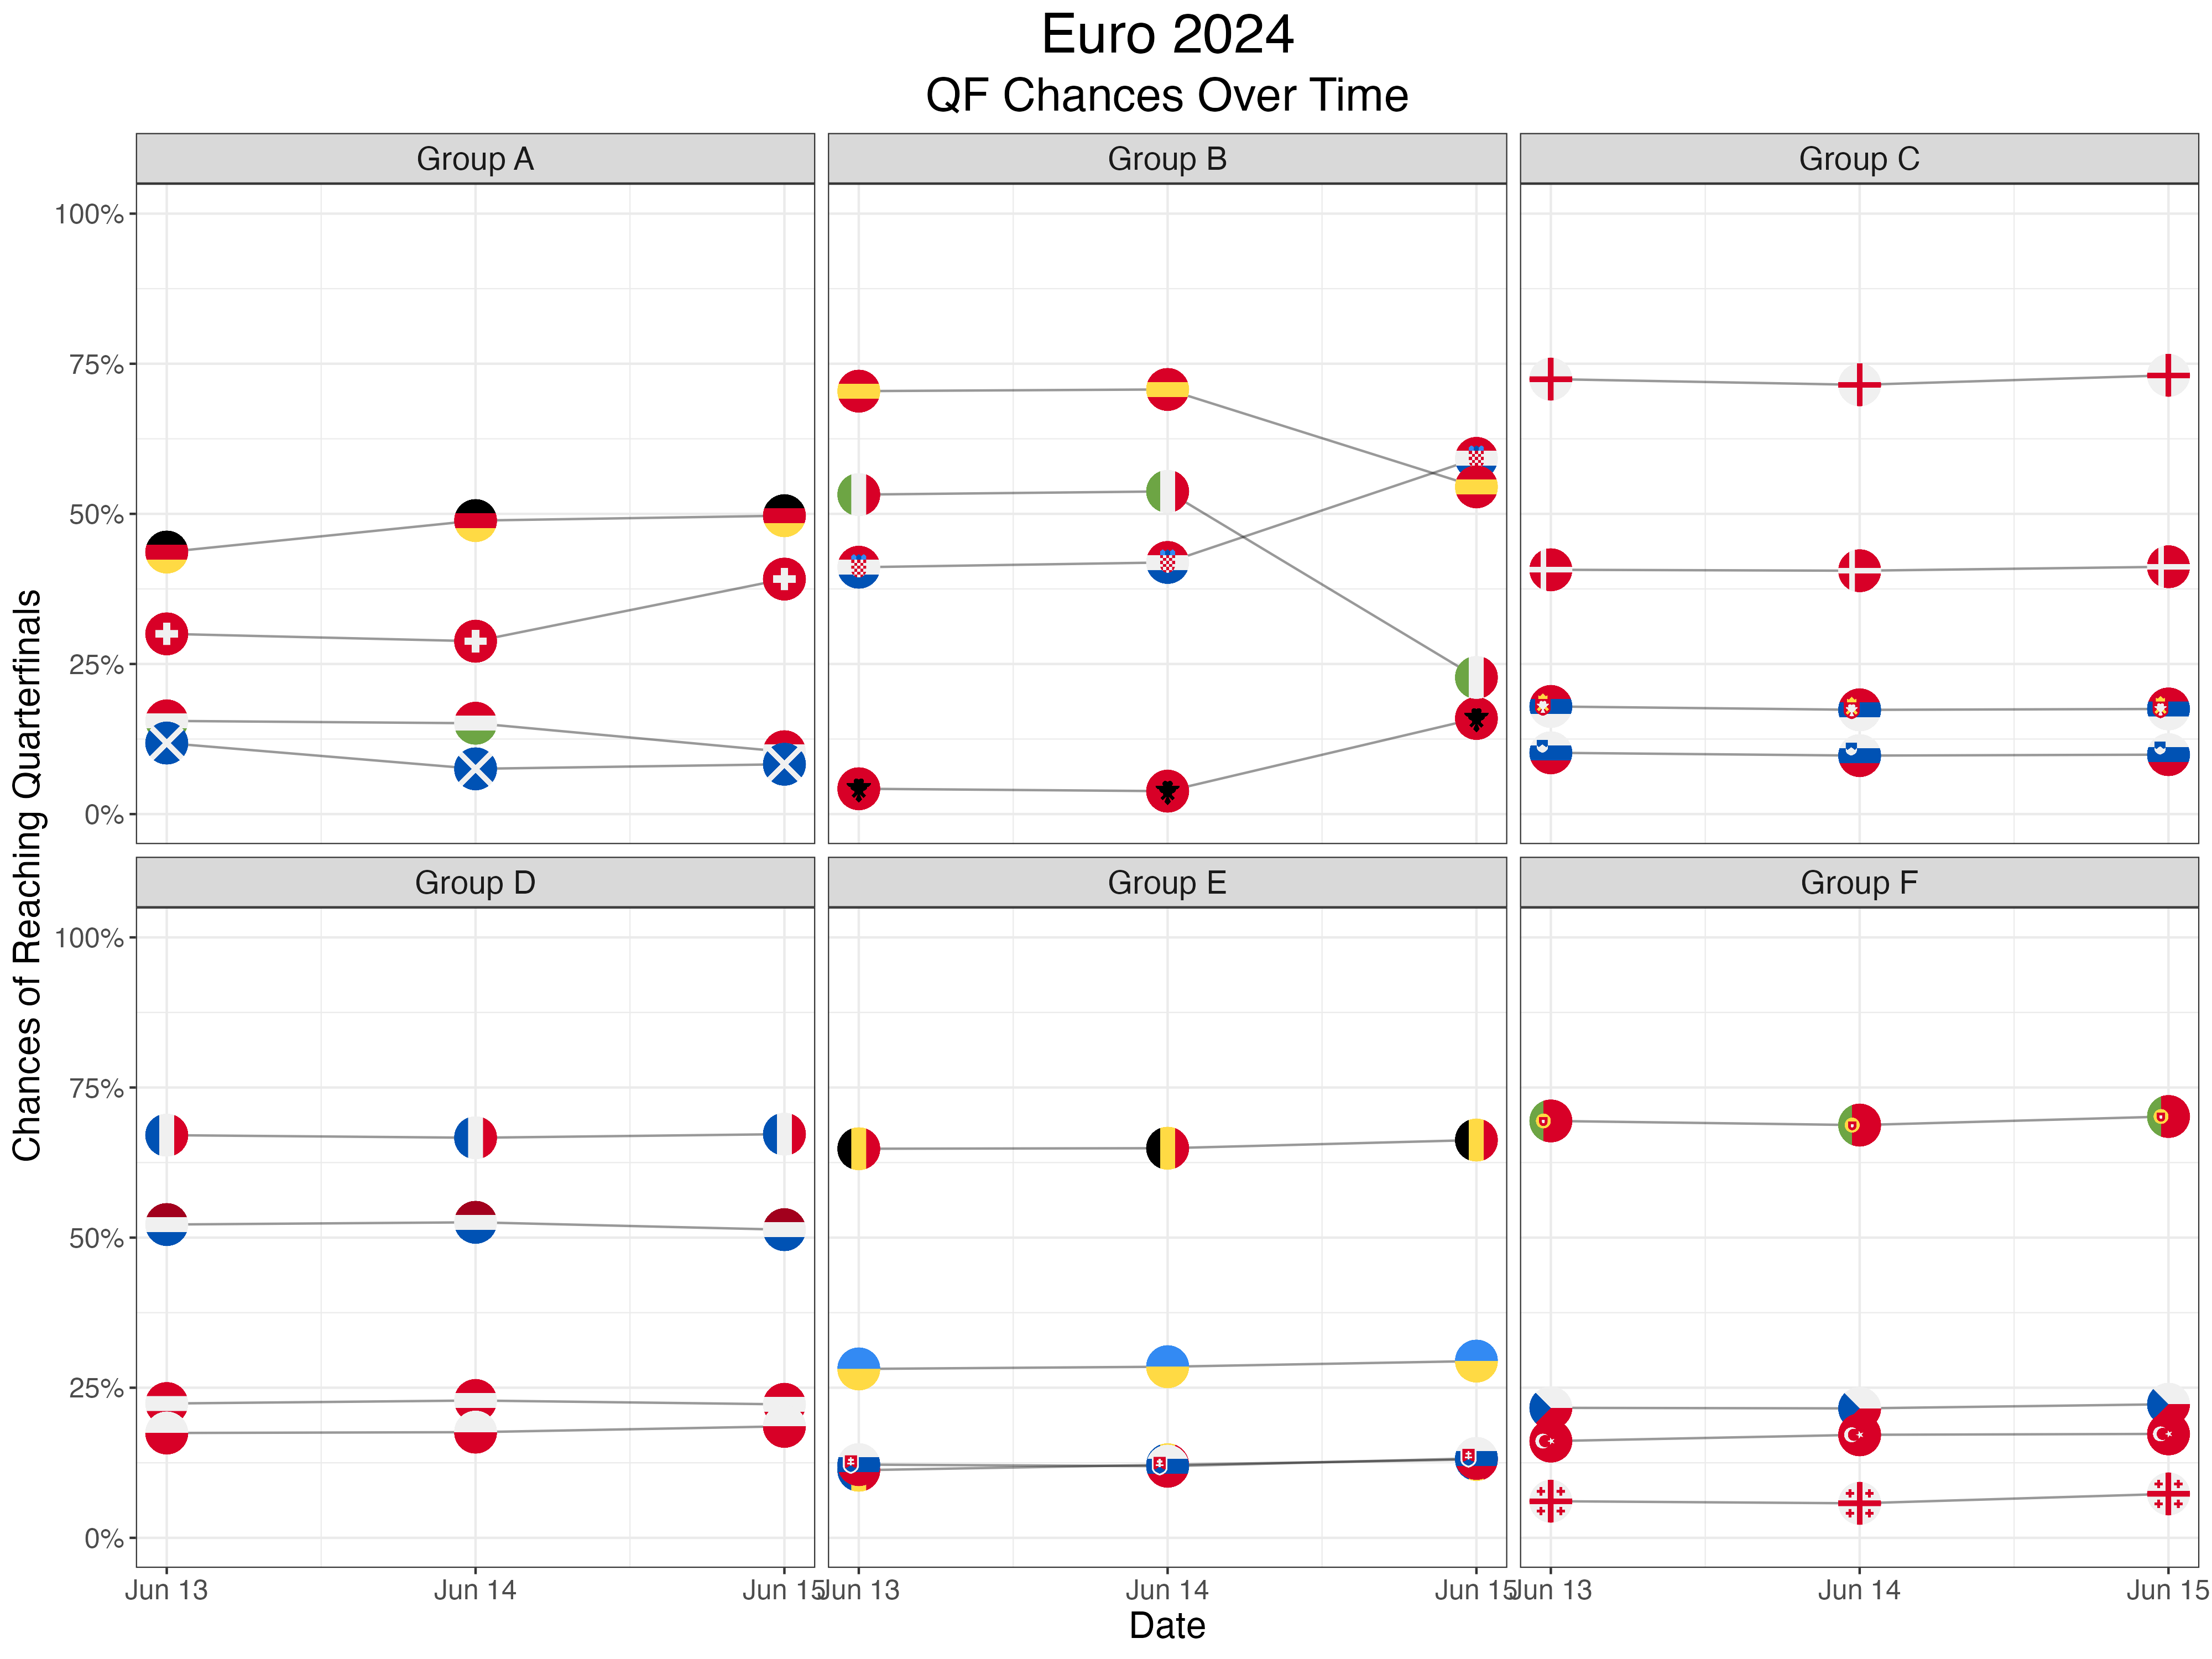 Euro 2024
QF Chances Over Time
Group A
Group B
Group C
100%
75%
50%
25%
0%
Chances of Reaching Quarterfinals
Group D
Group E
Group F
100%
75%
50%
25%
0%
Jun 13 Jun 14 Jun 15 Jun 13 Jun 14 Jun 15 Jun 13 Jun 14 Jun 15
Date